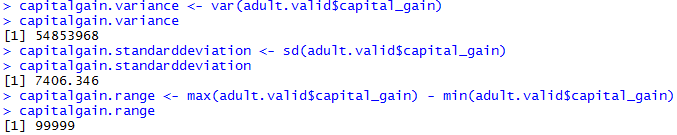 > capitalgain.variance <- var(adult.valid$capital_gain)
> capitalgain.variance
[1] 54853968
> capitalgain.standarddeviation <- sd(adult.valid$capital_gain)
> capitalgain.standarddeviation
[1] 7406.346
> capitalgain.range <- max(adult.valid$capital_gain) - min(adult.valid$capital_gain)
> capitalgain.range
[1] 99999